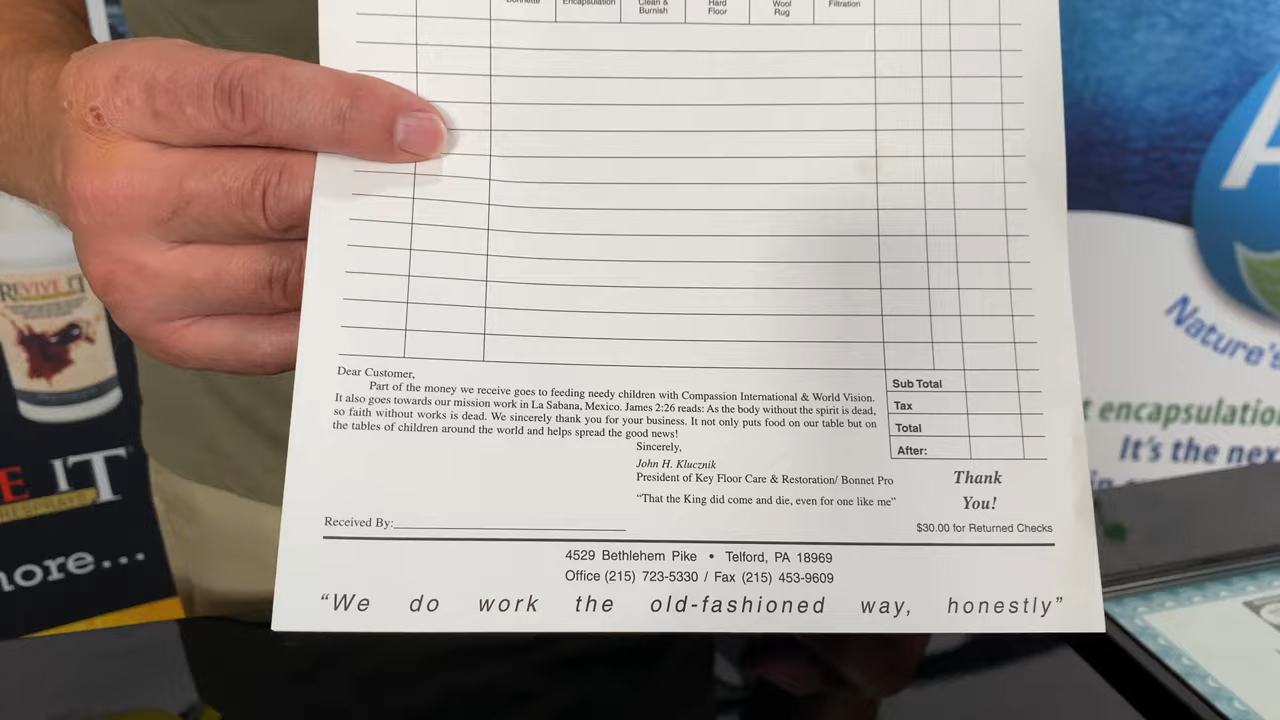 Bonnette Encapsulation Clean & Burnish Hard Floor Wool Rug Filtration
Dear Customer,
Part of the money we receive goes to feeding needy children with Compassion International & World Vision.
It also goes towards our mission work in La Sabana, Mexico. James 2:26 reads: As the body without the spirit is dead,
so faith without works is dead. We sincerely thank you for your business. It not only puts food on our table but on
the tables of children around the world and helps spread the good news!
Sincerely,
John H. Klucznik
President of Key Floor Care & Restoration/ Bonnet Pro
“That the King did come and die, even for one like me”
Sub Total
Tax
Total
After:
Thank
You!
Received By:
$30.00 for Returned Checks
4529 Bethlehem Pike • Telford, PA 18969
Office (215) 723-5330 / Fax (215) 453-9609
“We do work the old-fashioned way, honestly”
REVIVE IT
E IT
SPRAYS
more...
A
Nature's
t encapsulatio
It's the nex